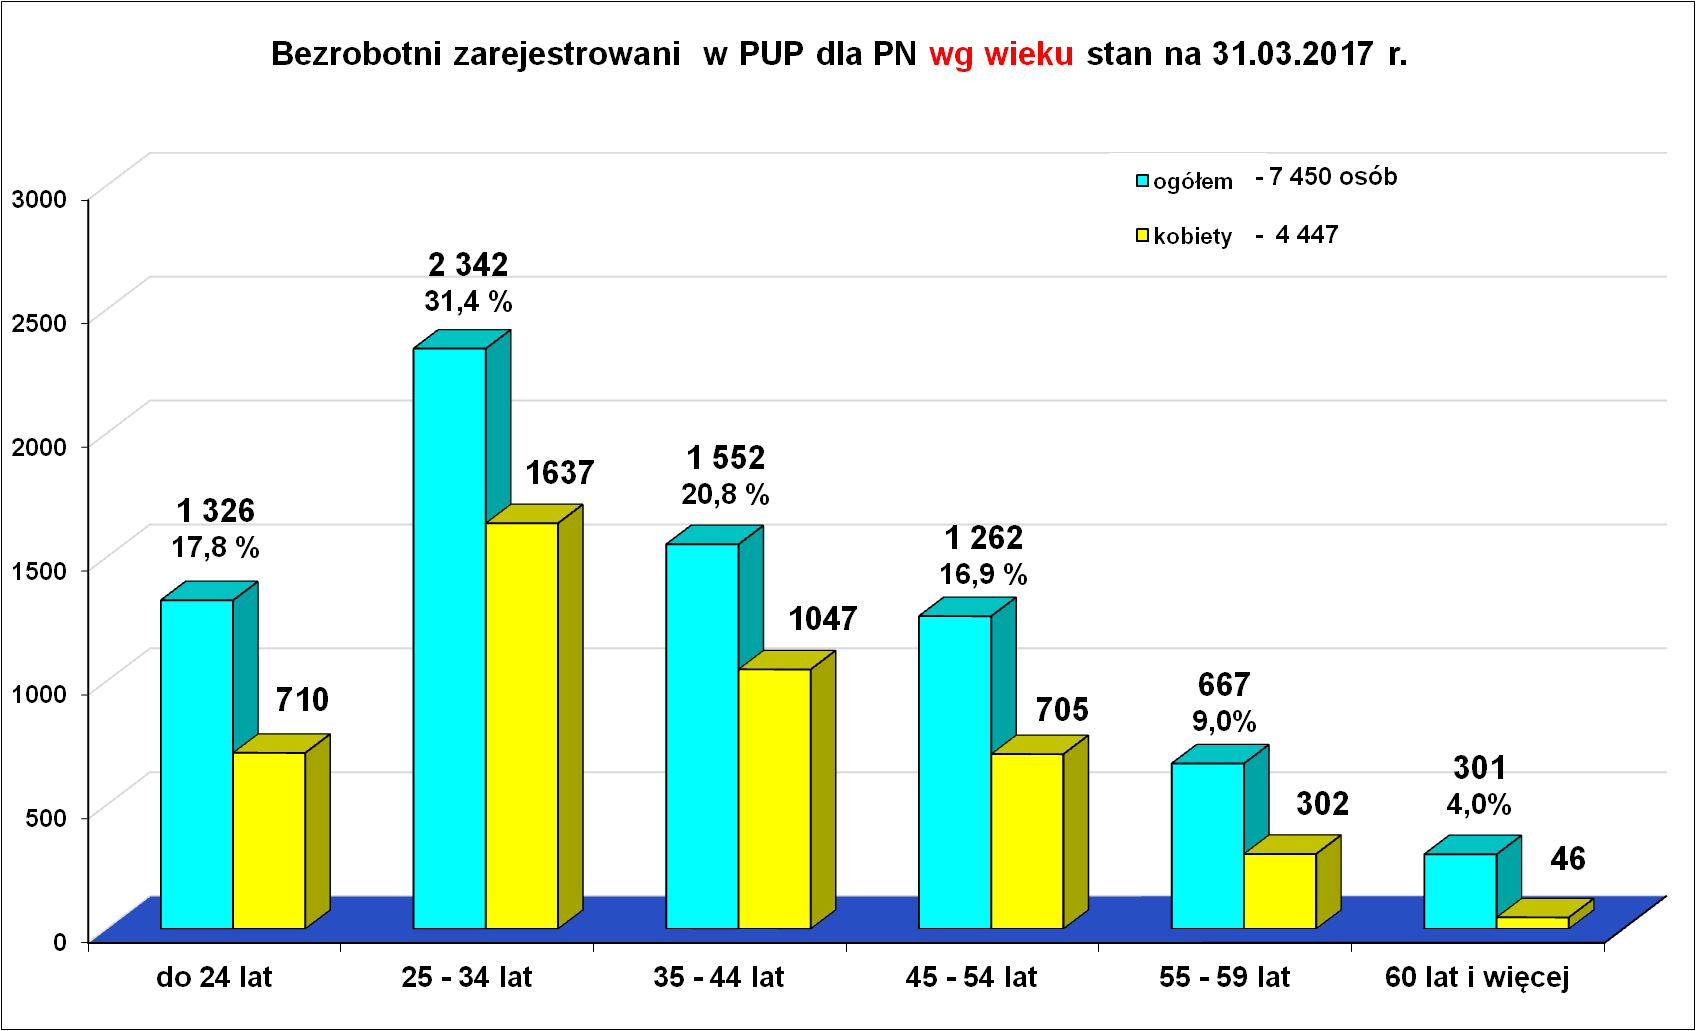 Bezrobotni zarejestrowani w PUP dla PN wg wieku stan na 31.03.2017 r.
ogółem - 7 450 osób
kobiety - 4 447
3000
2500
2000
1500
1000
500
0
1 326
17,8 %
710
2 342
31,4 %
1637
1 552
20,8 %
1047
1 262
16,9 %
705
667
9,0%
302
301
4,0%
46
do 24 lat
25 - 34 lat
35 - 44 lat
45 - 54 lat
55 - 59 lat
60 lat i więcej